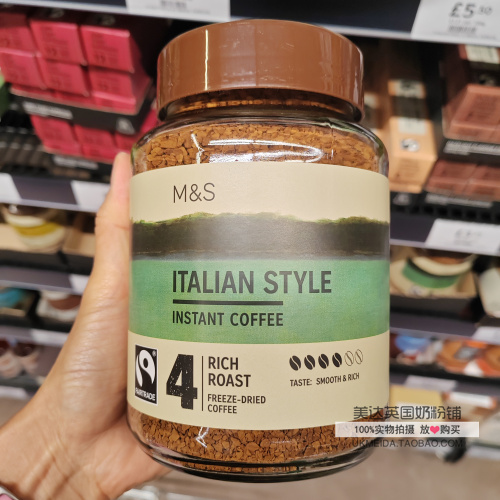 £5.50
M&S
ITALIAN STYLE
INSTANT COFFEE
FAIRTRADE
4
RICH
ROAST
FREEZE-DRIED
COFFEE
TASTE: SMOOTH & RICH
美达英国奶粉铺
100%实物拍摄 放❤购买
UKMEIDA.TAOBAO.COM